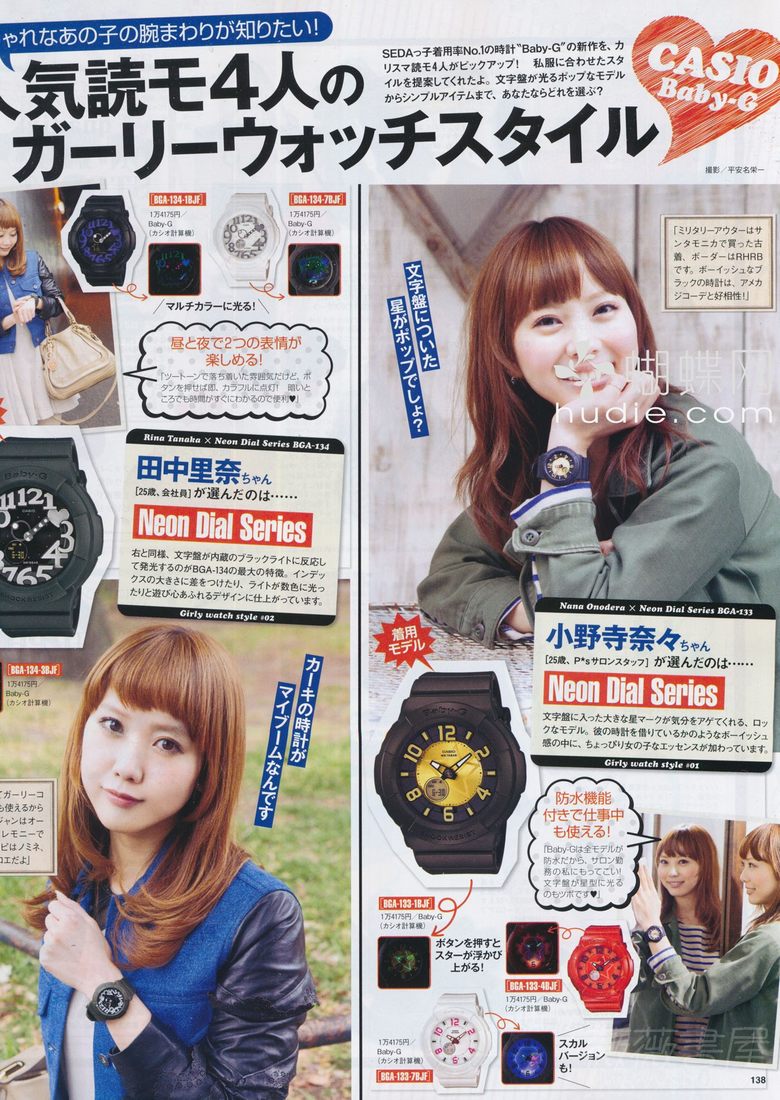 ゃれなあの子の腕まわりが知りたい!
人気読モ4人の
ガーリーウォッチスタイル
SEDAっ子着用率No.1の時計“Baby-G”の新作を、カ
リスマ読モ4人がピックアップ! 私服に合わせたスタ
イルを提案してくれたよ。文字盤が光るポップなモデル
からシンプルアイテムまで、あなたならどれを選ぶ?
CASIO
Baby-G
撮影/平安名栄一
BGA-134-1BJF
1万4175円/
Baby-G
(カシオ計算機)
BGA-134-7BJF
1万4175円/
Baby-G
(カシオ計算機)
マルチカラーに光る!
昼と夜で2つの表情が
楽しめる!
「ツートーンで落ち着いた雰囲気だけど、ボ
タンを押せば即、カラフルに点灯! 暗いと
ころでも時間がすぐにわかるので便利♥」
Rina Tanaka × Neon Dial Series BGA-134
田中里奈ちゃん
[25歳、会社員]が選んだのは……
Neon Dial Series
右と同様、文字盤が内蔵のブラックライトに反応し
て発光するのがBGA-134の最大の特徴。インデッ
クスの大きさに差をつけたり、ライトが数色に光っ
たりと遊び心あふれるデザインに仕上がっています。
Girly watch style #02
BGA-134-3BJF
1万4175円/
Baby-G
(カシオ計算機)
カーキの時計が
マイブームなんです
てガーリーコ
も使えるから
ジャンはオー
レモニーで
ピはノミネ、
コエだよ」
文字盤についた
星がポップでしょ?
「ミリタリーアウターはサ
ンタモニカで買った古
着、ボーダーはRHRB
です。ボーイッシュなブ
ラックの時計は、アメカ
ジコーデと好相性!」
蝴蝶网
hudie.com
Nana Onodera × Neon Dial Series BGA-133
小野寺奈々ちゃん
[25歳、P*sサロンスタッフ]が選んだのは……
Neon Dial Series
文字盤に入った大きな星マークが気分をアゲてくれる、ロッ
クなモデル。彼の時計を借りているかのようなボーイッシュ
感の中に、ちょっぴり女の子なエッセンスが加わっています。
Girly watch style #01
着用
モデル
防水機能
付きで仕事中
も使える!
「Baby-Gは全モデルが
防水だから、サロン勤
務の私にもってこい!
文字盤が星型に光る
のもツボです♥」
BGA-133-1BJF
1万4175円/Baby-G
(カシオ計算機)
ボタンを押すと
スターが浮かび
上がる!
BGA-133-4BJF
1万4175円/Baby-G
(カシオ計算機)
1万4175円/
Baby-G
(カシオ計算機)
BGA-133-7BJF
スカル
バージョン
も!
138